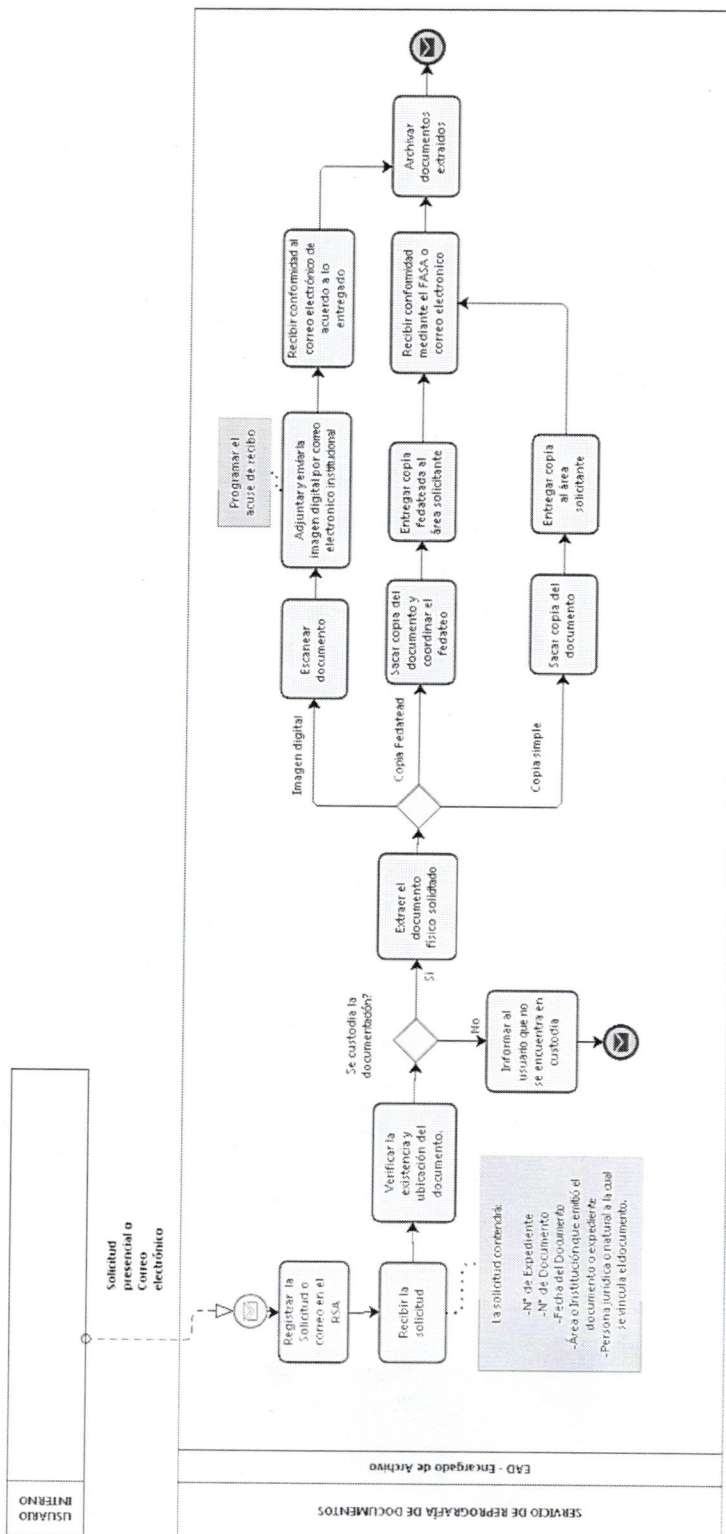 USUARIO
INTERNO
Solicitud
presencial o
Correo
electrónico
SERVICIO DE REPROGRAFÍA DE DOCUMENTOS
EAD - Encargado de Archivo
Registrar la
Solicitud o
correo en el
RSA
Recibir la
solicitud
La solicitud contendrá:
-N° de Expediente
-N° de Documento
-Fecha del Documento
-Área o Institución que emitió el
documento o expediente
-Persona jurídica o natural a la cual
se vincula el documento.
Verificar la
existencia y
ubicación del
documento.
Se custodia la
documentación?
No
Informar al
usuario que no
se encuentra en
custodia
Si
Extraer el
documento
físico solicitado
Imagen digital
Escanear
documento
Programar el
acuse de recibo
Adjuntar y enviar la
imagen digital por correo
electronico institucional
Recibir conformidad al
correo electrónico de
acuerdo a lo
entregado
Copia Fedatead
Sacar copia del
documento y
coordinar el
fedateo
Entregar copia
fedateada al
área solicitante
Recibir conformidad
mediante el FASA o
correo electronico
Copia simple
Sacar copia del
documento
Entregar copia
al área
solicitante
Archivar
documentos
extraidos